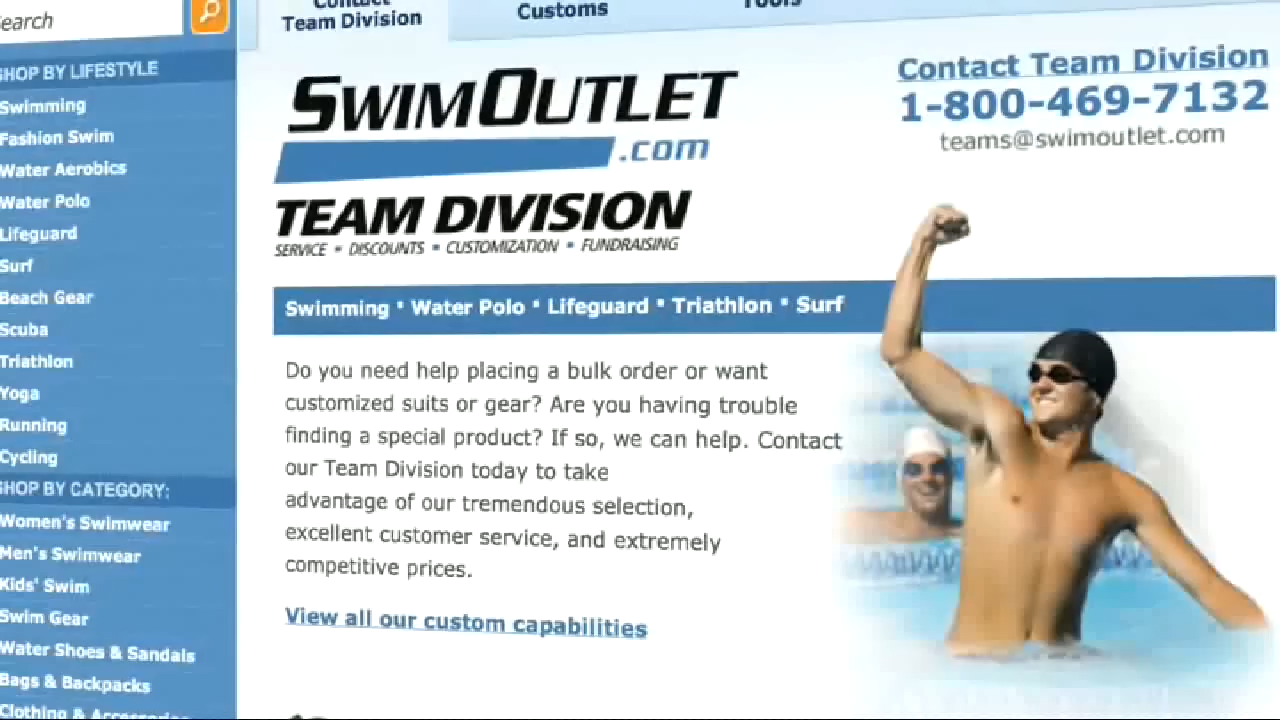 Search
Contact
Team Division
Customs
Tools
SHOP BY LIFESTYLE
Swimming
Fashion Swim
Water Aerobics
Water Polo
Lifeguard
Surf
Beach Gear
Scuba
Triathlon
Yoga
Running
Cycling
SHOP BY CATEGORY:
Women's Swimwear
Men's Swimwear
Kids' Swim
Swim Gear
Water Shoes & Sandals
Bags & Backpacks
Clothing & Accessories
SWIMOUTLET
.com
TEAM DIVISION
SERVICE • DISCOUNTS • CUSTOMIZATION • FUNDRAISING
Contact Team Division
1-800-469-7132
teams@swimoutlet.com
Swimming * Water Polo * Lifeguard * Triathlon * Surf
Do you need help placing a bulk order or want
customized suits or gear? Are you having trouble
finding a special product? If so, we can help. Contact
our Team Division today to take
advantage of our tremendous selection,
excellent customer service, and extremely
competitive prices.
View all our custom capabilities